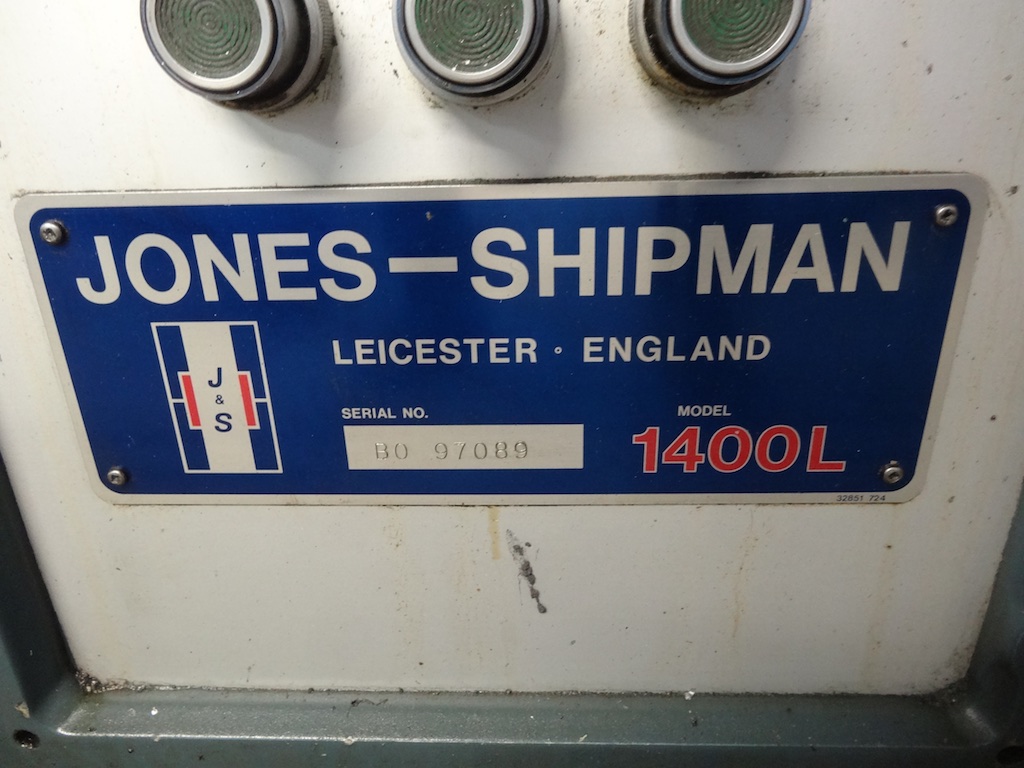 JONES-SHIPMAN
LEICESTER · ENGLAND
J
&
S
SERIAL NO.
BO 97089
MODEL
1400L
32851 724